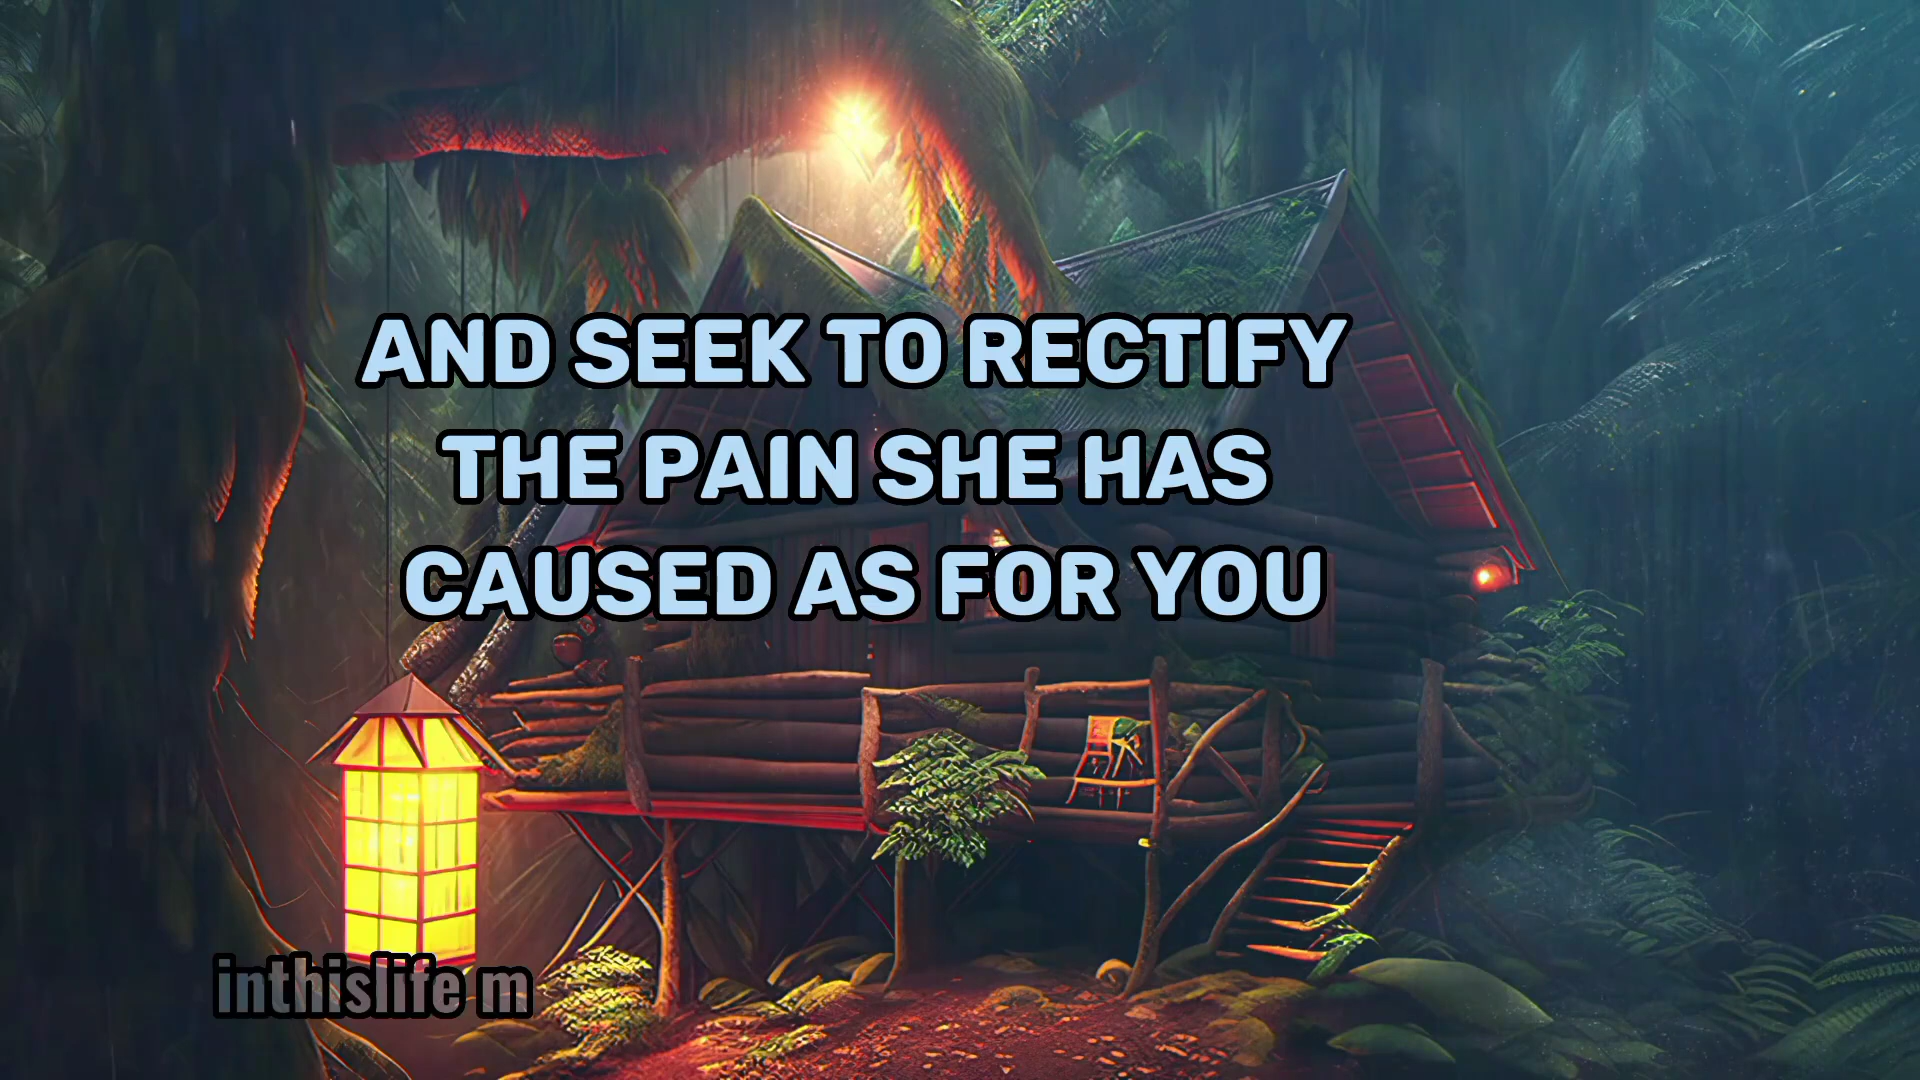 AND SEEK TO RECTIFY
THE PAIN SHE HAS
CAUSED AS FOR YOU
inthislife m